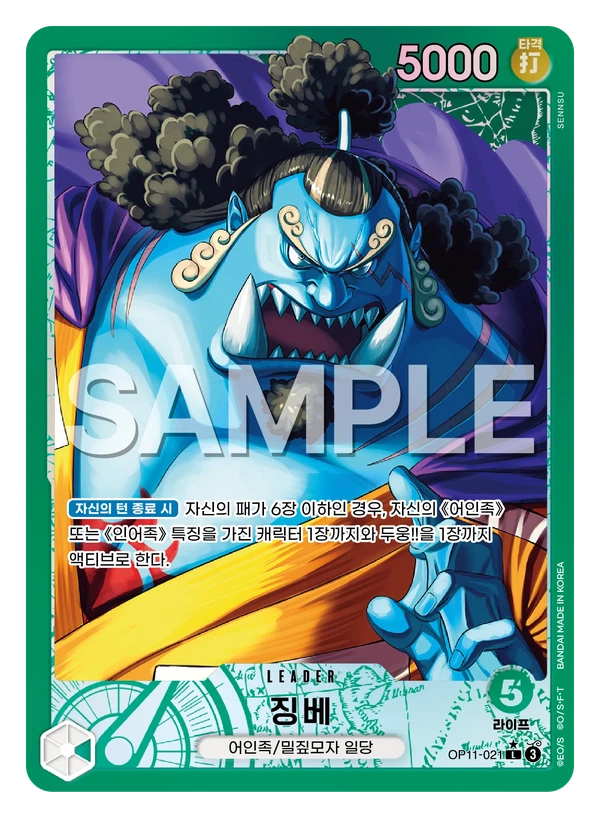 5000
타격
打
SENNSU
SAMPLE
자신의 턴 종료 시 자신의 패가 6장 이하인 경우, 자신의 《어인족》
또는 《인어족》 특징을 가진 캐릭터 1장까지와 두웅!!을 1장까지
액티브로 한다.
LEADER
징베
어인족/밀짚모자 일당
5
라이프
OP11-021 L 3
©EO/S ©O/S·F·T BANDAI MADE IN KOREA